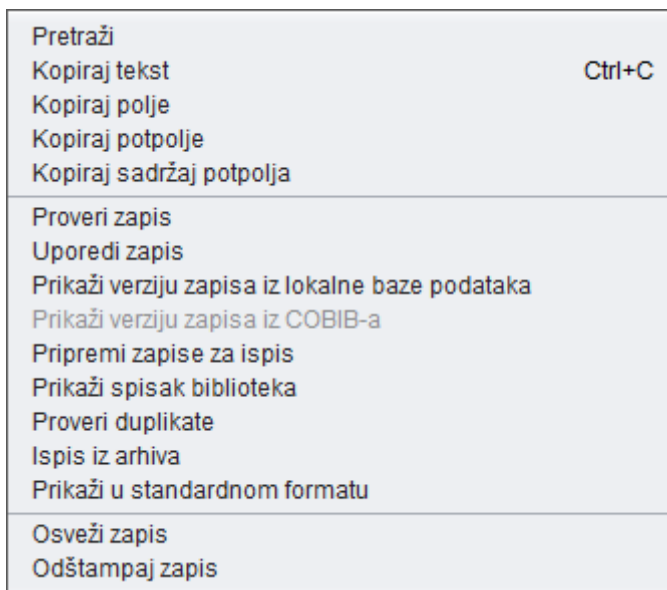 Pretraži
Kopiraj tekst Ctrl+C
Kopiraj polje
Kopiraj potpolje
Kopiraj sadržaj potpolja
Proveri zapis
Uporedi zapis
Prikaži verziju zapisa iz lokalne baze podataka
Prikaži verziju zapisa iz COBIB-a
Pripremi zapise za ispis
Prikaži spisak biblioteka
Proveri duplikate
Ispis iz arhiva
Prikaži u standardnom formatu
Osveži zapis
Odštampaj zapis